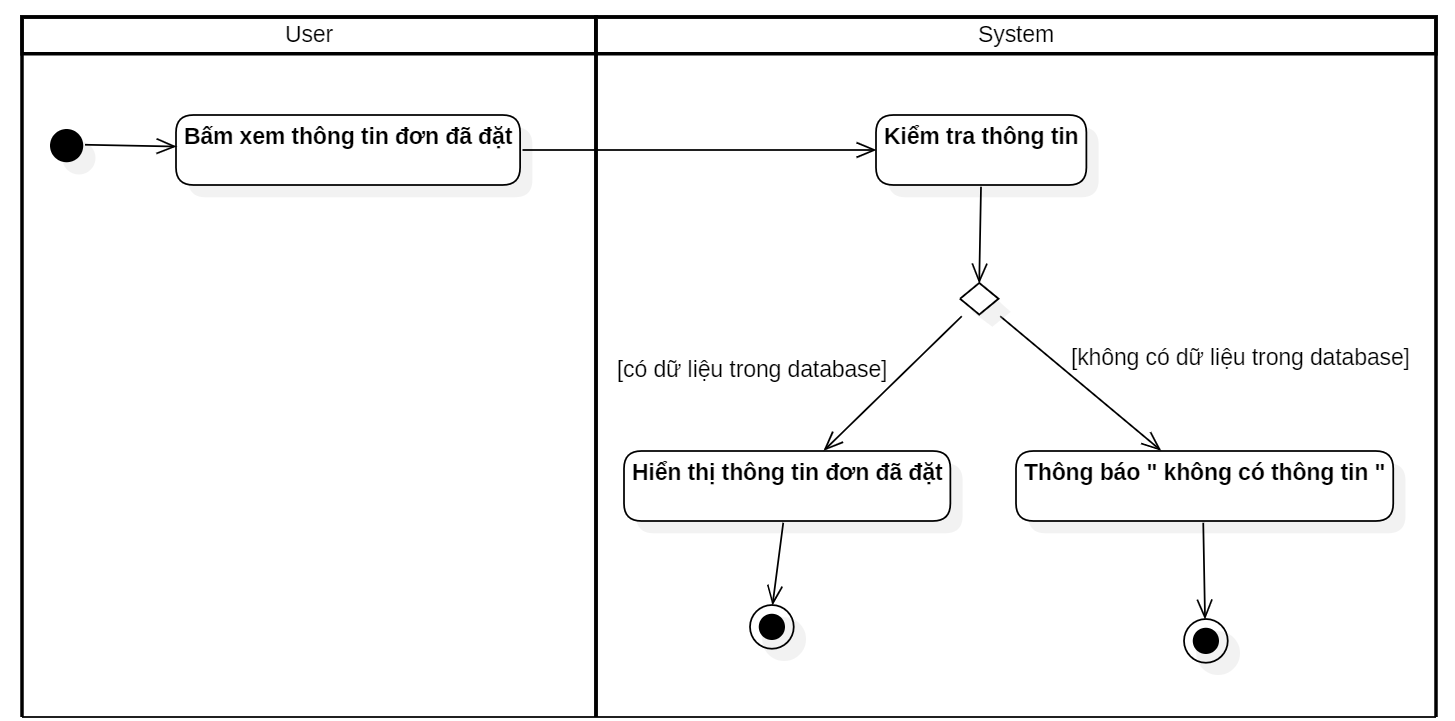 User
System
Bấm xem thông tin đơn đã đặt
Kiểm tra thông tin
[có dữ liệu trong database]
[không có dữ liệu trong database]
Hiển thị thông tin đơn đã đặt
Thông báo " không có thông tin "